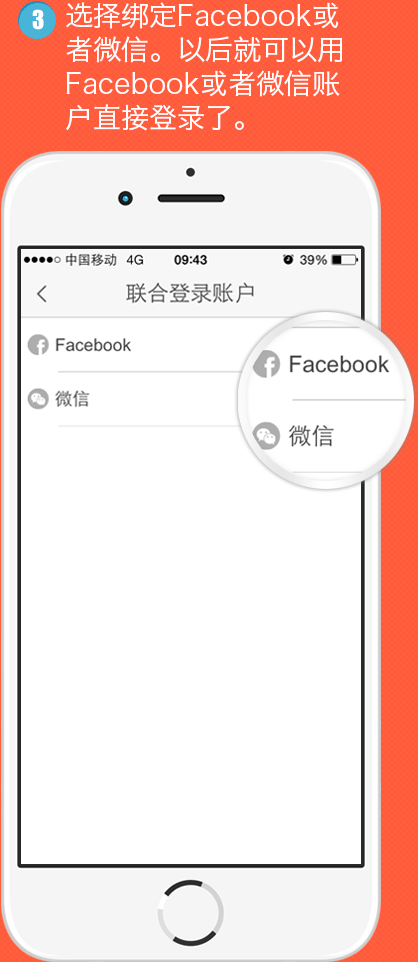 3 选择绑定Facebook或
者微信。以后就可以用
Facebook或者微信账
户直接登录了。
中国移动 4G 09:43 39%
联合登录账户
Facebook
微信
Facebook
微信